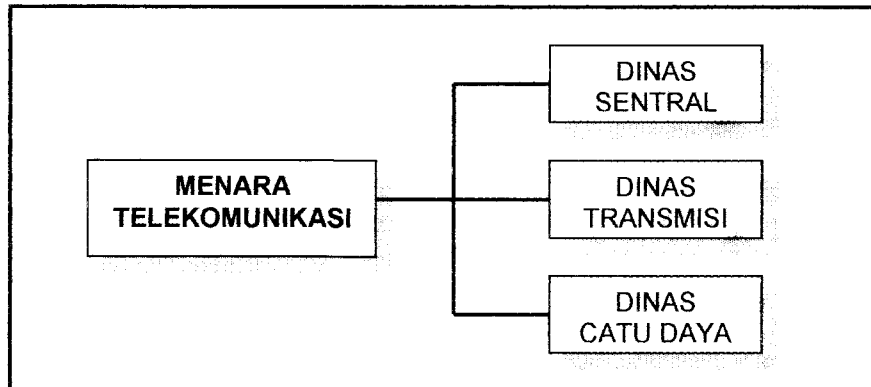 MENARA
TELEKOMUNIKASI
DINAS
SENTRAL
DINAS
TRANSMISI
DINAS
CATU DAYA